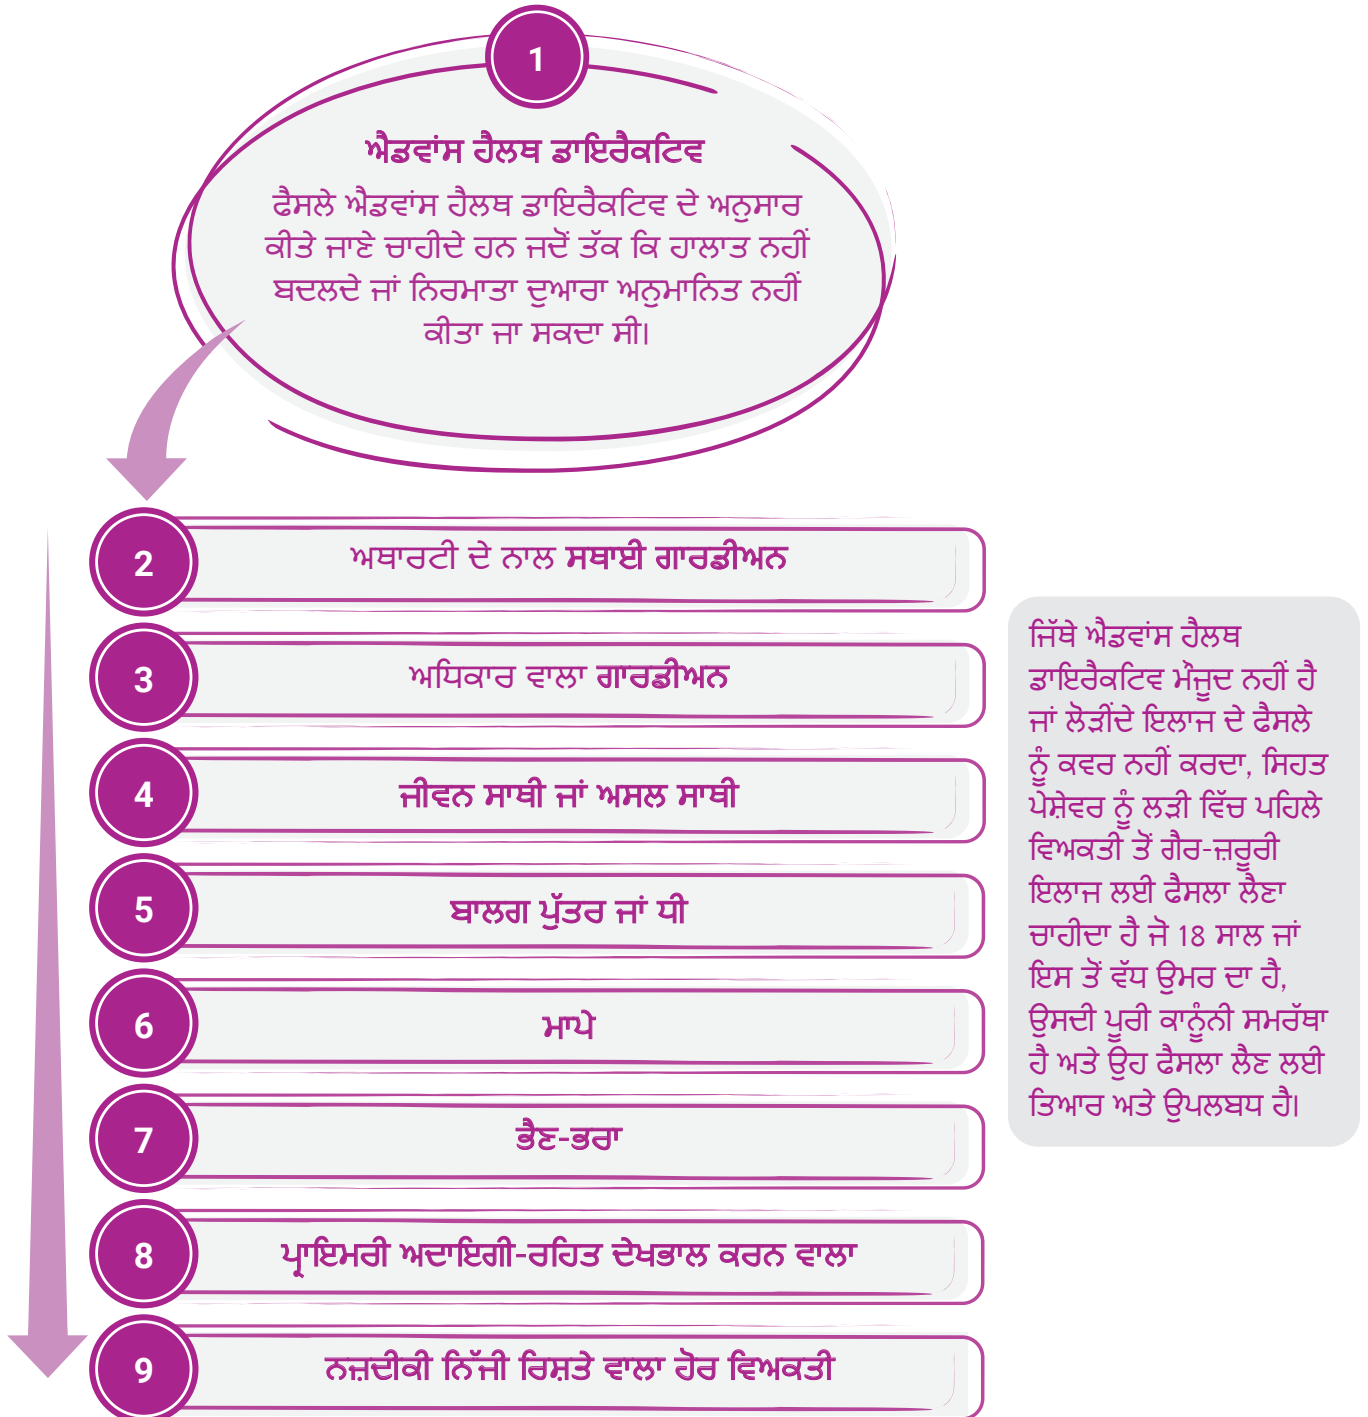 1
ਐਡਵਾਂਸ ਹੈਲਥ ਡਾਇਰੈਕਟਿਵ
ਫੈਸਲੇ ਐਡਵਾਂਸ ਹੈਲਥ ਡਾਇਰੈਕਟਿਵ ਦੇ ਅਨੁਸਾਰ
ਕੀਤੇ ਜਾਣੇ ਚਾਹੀਦੇ ਹਨ ਜਦੋਂ ਤੱਕ ਕਿ ਹਾਲਾਤ ਨਹੀਂ
ਬਦਲਦੇ ਜਾਂ ਨਿਰਮਾਤਾ ਦੁਆਰਾ ਅਨੁਮਾਨਿਤ ਨਹੀਂ
ਕੀਤਾ ਜਾ ਸਕਦਾ ਸੀ।
2
ਅਥਾਰਟੀ ਦੇ ਨਾਲ ਸਥਾਈ ਗਾਰਡੀਅਨ
3
ਅਧਿਕਾਰ ਵਾਲਾ ਗਾਰਡੀਅਨ
4
ਜੀਵਨ ਸਾਥੀ ਜਾਂ ਅਸਲ ਸਾਥੀ
5
ਬਾਲਗ ਪੁੱਤਰ ਜਾਂ ਧੀ
6
ਮਾਪੇ
7
ਭੈਣ-ਭਰਾ
8
ਪ੍ਰਾਇਮਰੀ ਅਦਾਇਗੀ-ਰਹਿਤ ਦੇਖਭਾਲ ਕਰਨ ਵਾਲਾ
9
ਨਜ਼ਦੀਕੀ ਨਿੱਜੀ ਰਿਸ਼ਤੇ ਵਾਲਾ ਹੋਰ ਵਿਅਕਤੀ
ਜਿੱਥੇ ਐਡਵਾਂਸ ਹੈਲਥ
ਡਾਇਰੈਕਟਿਵ ਮੌਜੂਦ ਨਹੀਂ ਹੈ
ਜਾਂ ਲੋੜੀਂਦੇ ਇਲਾਜ ਦੇ ਫੈਸਲੇ
ਨੂੰ ਕਵਰ ਨਹੀਂ ਕਰਦਾ, ਸਿਹਤ
ਪੇਸ਼ੇਵਰ ਨੂੰ ਲੜੀ ਵਿੱਚ ਪਹਿਲੇ
ਵਿਅਕਤੀ ਤੋਂ ਗੈਰ-ਜ਼ਰੂਰੀ
ਇਲਾਜ ਲਈ ਫੈਸਲਾ ਲੈਣਾ
ਚਾਹੀਦਾ ਹੈ ਜੋ 18 ਸਾਲ ਜਾਂ
ਇਸ ਤੋਂ ਵੱਧ ਉਮਰ ਦਾ ਹੈ,
ਉਸਦੀ ਪੂਰੀ ਕਾਨੂੰਨੀ ਸਮਰੱਥਾ
ਹੈ ਅਤੇ ਉਹ ਫੈਸਲਾ ਲੈਣ ਲਈ
ਤਿਆਰ ਅਤੇ ਉਪਲਬਧ ਹੈ।